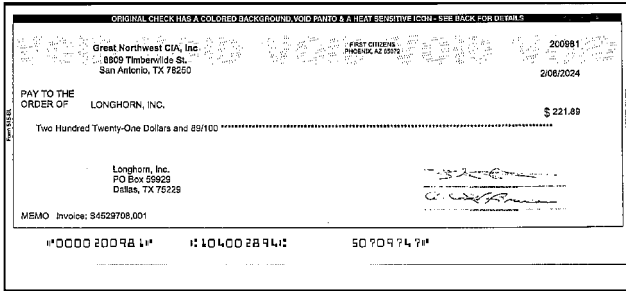 ORIGINAL CHECK HAS A COLORED BACKGROUND, VOID PANTO & A HEAT SENSITIVE ICON - SEE BACK FOR DETAILS
Great Northwest CIA, Inc
8809 Timberwilde St.
San Antonio, TX 78250
FIRST CITIZENS
PHOENIX, AZ 85072
200981
2/08/2024
PAY TO THE
ORDER OF LONGHORN, INC.
$ 221.89
Two Hundred Twenty-One Dollars and 89/100
Longhorn, Inc.
PO Box 59929
Dallas, TX 75229
MEMO Invoice: S4529708.001
⑈0000200981⑈ ⑆104002894⑆ 50709747⑈